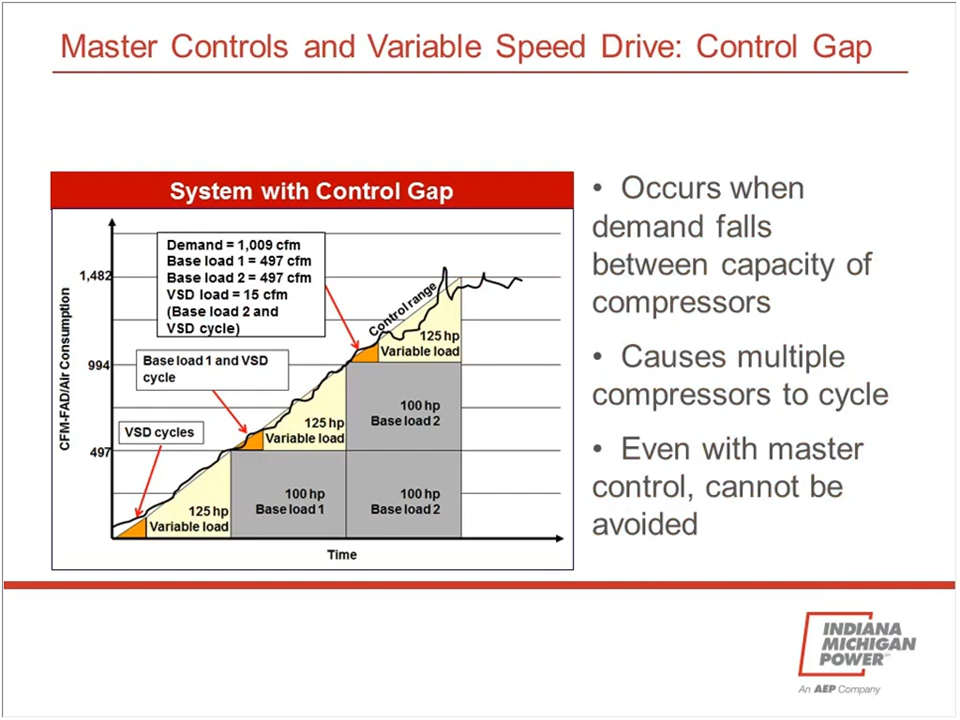 Master Controls and Variable Speed Drive: Control Gap
System with Control Gap
CFM-FAD/Air Consumption
1,482
994
497
Demand = 1,009 cfm
Base load 1 = 497 cfm
Base load 2 = 497 cfm
VSD load = 15 cfm
(Base load 2 and
VSD cycle)
Base load 1 and VSD
cycle
VSD cycles
Control range
125 hp
Variable load
100 hp
Base load 2
125 hp
Variable load
125 hp
Variable load
100 hp
Base load 1
100 hp
Base load 2
Time
• Occurs when
demand falls
between capacity of
compressors
• Causes multiple
compressors to cycle
• Even with master
control, cannot be
avoided
INDIANA
MICHIGAN
POWER
An AEP Company